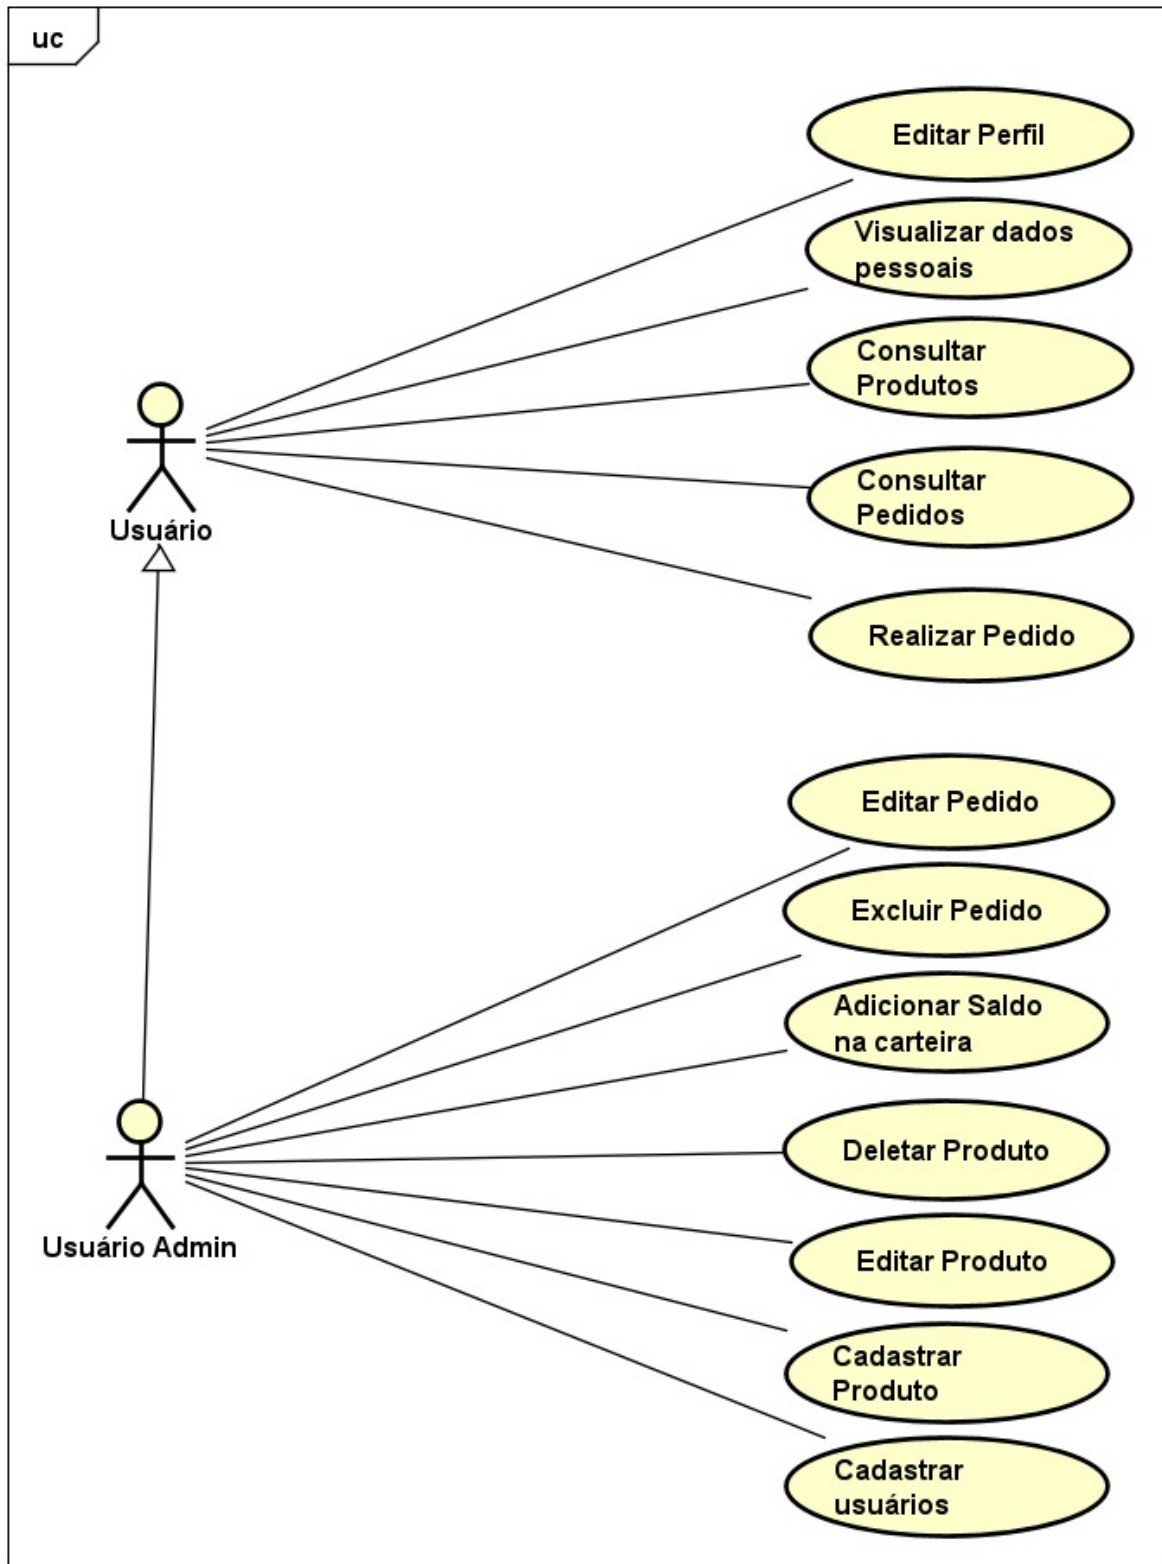 uc
Editar Perfil
Visualizar dados
pessoais
Consultar
Produtos
Consultar
Pedidos
Usuário
Realizar Pedido
Editar Pedido
Excluir Pedido
Adicionar Saldo
na carteira
Deletar Produto
Usuário Admin
Editar Produto
Cadastrar
Produto
Cadastrar
usuários